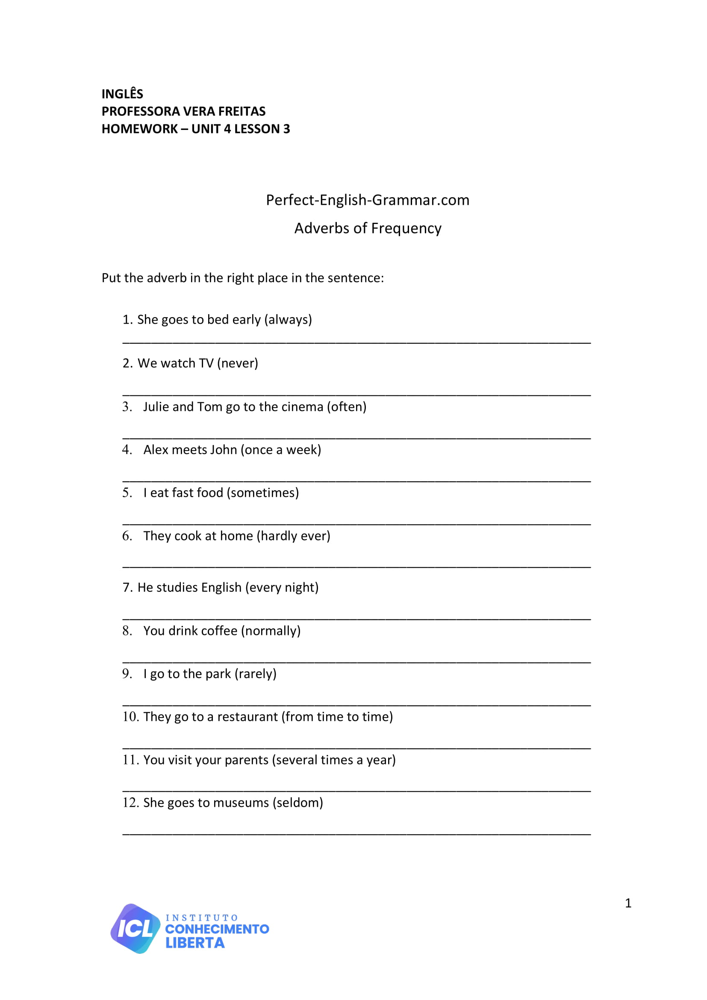 INGLÊS
PROFESSORA VERA FREITAS
HOMEWORK – UNIT 4 LESSON 3
Perfect-English-Grammar.com
Adverbs of Frequency
Put the adverb in the right place in the sentence:
1. She goes to bed early (always)
2. We watch TV (never)
3. Julie and Tom go to the cinema (often)
4. Alex meets John (once a week)
5. I eat fast food (sometimes)
6. They cook at home (hardly ever)
7. He studies English (every night)
8. You drink coffee (normally)
9. I go to the park (rarely)
10. They go to a restaurant (from time to time)
11. You visit your parents (several times a year)
12. She goes to museums (seldom)
1
ICL
INSTITUTO
CONHECIMENTO
LIBERTA